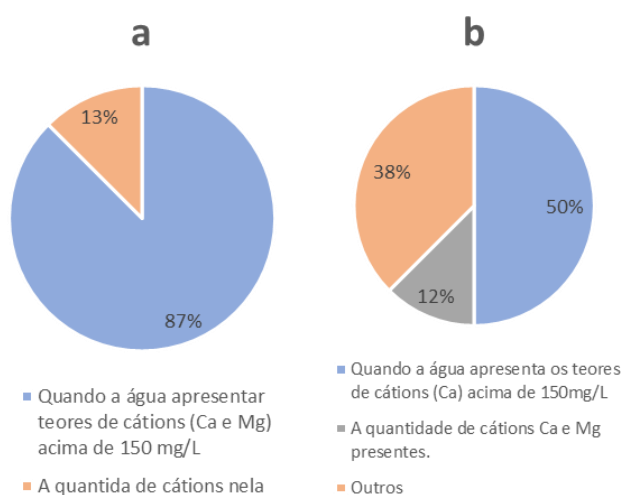 a
b
13%
87%
38%
50%
12%
Quando a água apresentar
teores de cátions (Ca e Mg)
acima de 150 mg/L
A quantida de cátions nela
Quando a água apresenta os teores
de cátions (Ca) acima de 150mg/L
A quantidade de cátions Ca e Mg
presentes.
Outros